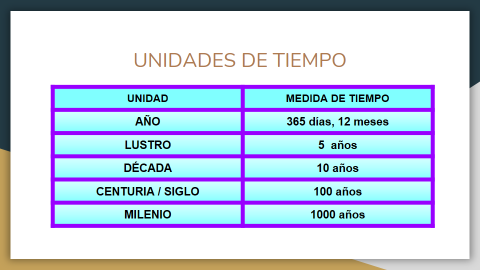 UNIDADES DE TIEMPO
UNIDAD MEDIDA DE TIEMPO
AÑO 365 días, 12 meses
LUSTRO 5 años
DÉCADA 10 años
CENTURIA / SIGLO 100 años
MILENIO 1000 años